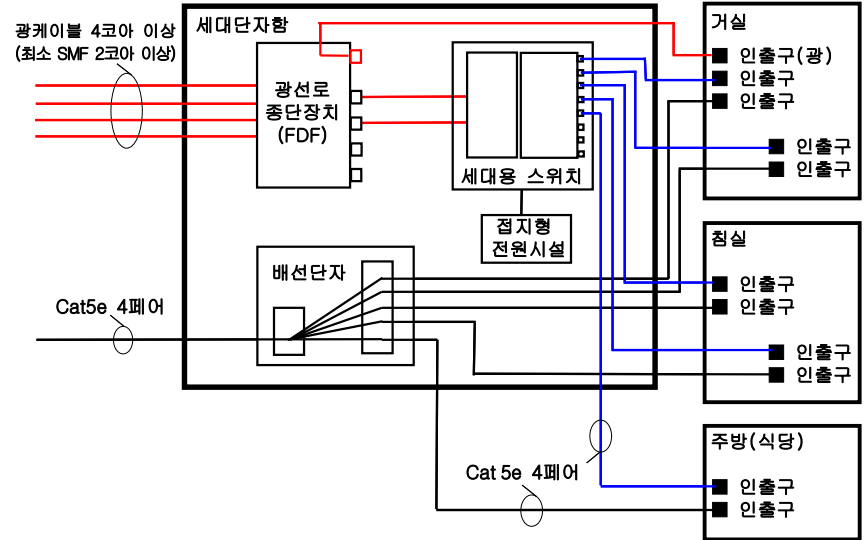 광케이블 4코아 이상
(최소 SMF 2코아 이상)
세대단자함
광선로
종단장치
(FDF)
세대용 스위치
접지형
전원시설
배선단자
Cat5e 4페어
Cat 5e 4페어
거실
인출구(광)
인출구
인출구
인출구
인출구
침실
인출구
인출구
인출구
인출구
주방(식당)
인출구
인출구